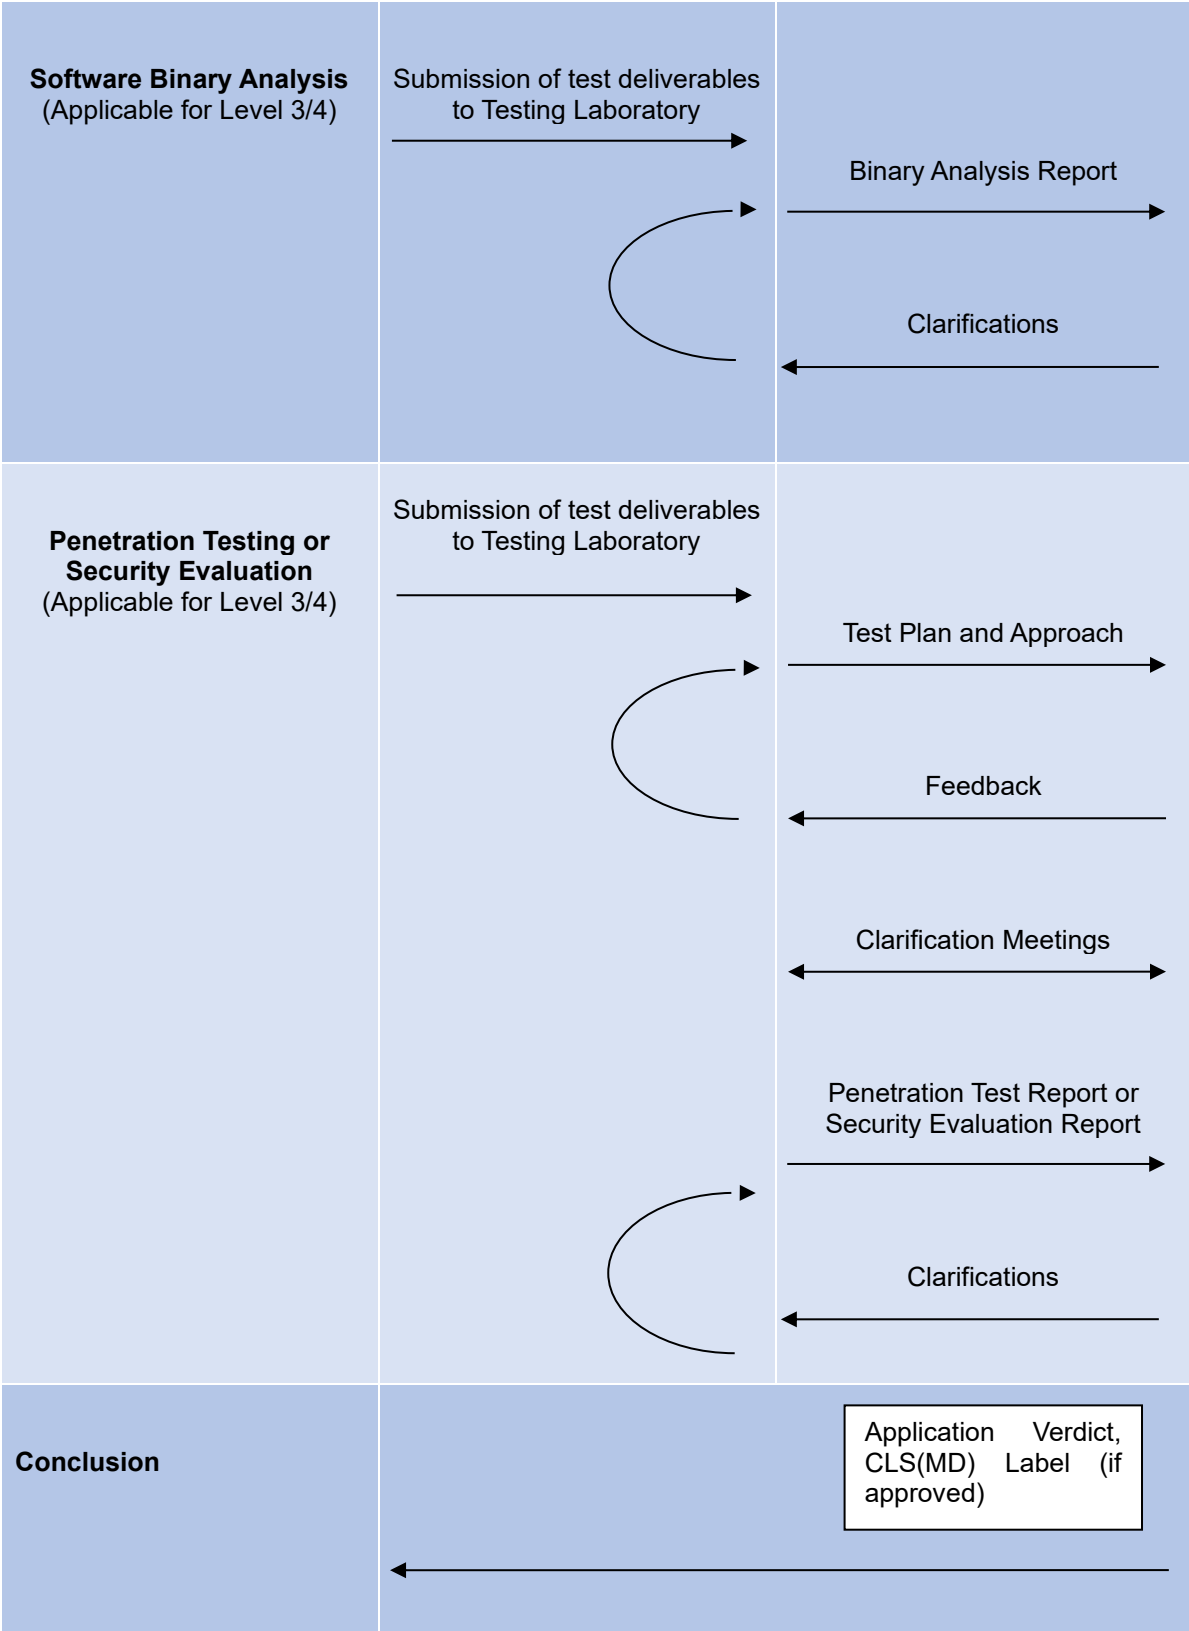 Software Binary Analysis
(Applicable for Level 3/4)
Submission of test deliverables
to Testing Laboratory
Binary Analysis Report
Clarifications
Penetration Testing or
Security Evaluation
(Applicable for Level 3/4)
Submission of test deliverables
to Testing Laboratory
Test Plan and Approach
Feedback
Clarification Meetings
Penetration Test Report or
Security Evaluation Report
Clarifications
Conclusion
Application Verdict,
CLS(MD) Label (if
approved)